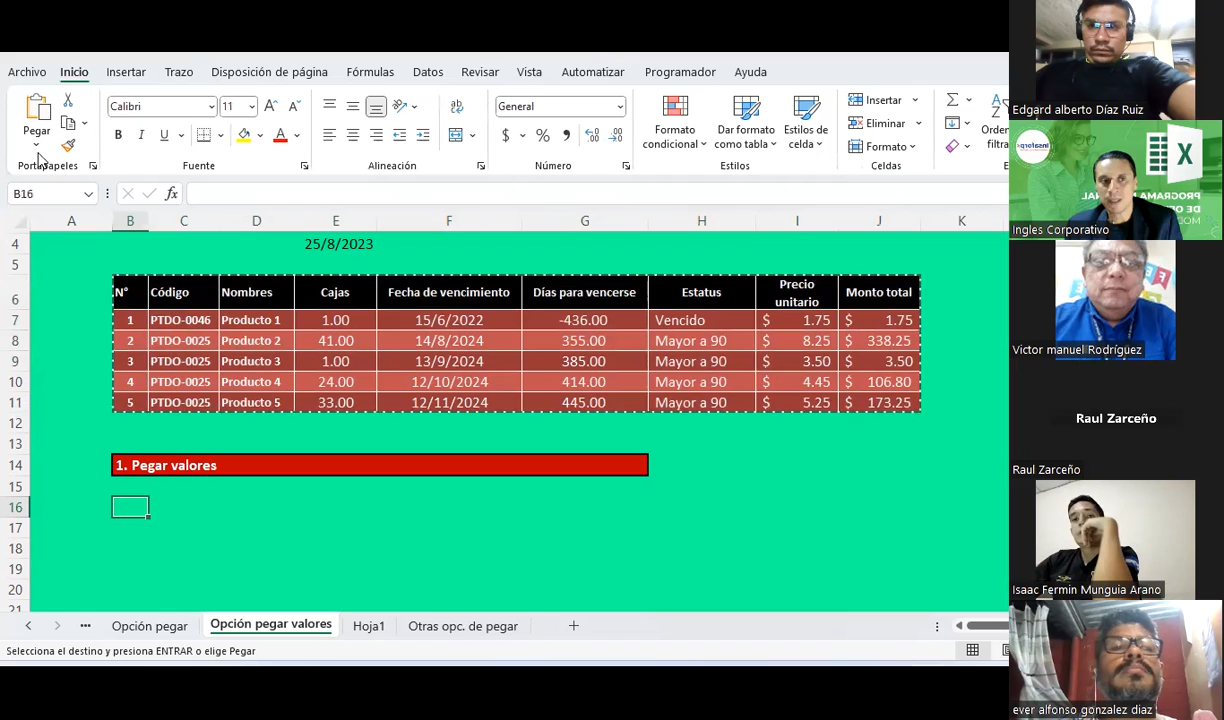 Archivo Inicio Insertar Trazo Disposición de página Fórmulas Datos Revisar Vista Automatizar Programador Ayuda
Pegar
Calibri 11
General
Formato condicional
Dar formato como tabla
Estilos de celda
Insertar
Eliminar
Formato
Orden
filtra
Portapapeles Fuente Alineación Número Estilos Celdas
B16
A B C D E F G H I J K
4 25/8/2023
5
6 N° Código Nombres Cajas Fecha de vencimiento Días para vencerse Estatus Precio unitario Monto total
7 1 PTDO-0046 Producto 1 1.00 15/6/2022 -436.00 Vencido $ 1.75 $ 1.75
8 2 PTDO-0025 Producto 2 41.00 14/8/2024 355.00 Mayor a 90 $ 8.25 $ 338.25
9 3 PTDO-0025 Producto 3 1.00 13/9/2024 385.00 Mayor a 90 $ 3.50 $ 3.50
10 4 PTDO-0025 Producto 4 24.00 12/10/2024 414.00 Mayor a 90 $ 4.45 $ 106.80
11 5 PTDO-0025 Producto 5 33.00 12/11/2024 445.00 Mayor a 90 $ 5.25 $ 173.25
12
13
14 1. Pegar valores
15
16
17
18
19
20
21
Opción pegar Opción pegar valores Hoja1 Otras opc. de pegar
Selecciona el destino y presiona ENTRAR o elige Pegar
Edgard alberto Díaz Ruiz
Insaforp
Ingles Corporativo
Victor manuel Rodríguez
Raul Zarceño
Raul Zarceño
Isaac Fermin Munguia Arano
ever alfonso gonzalez diaz